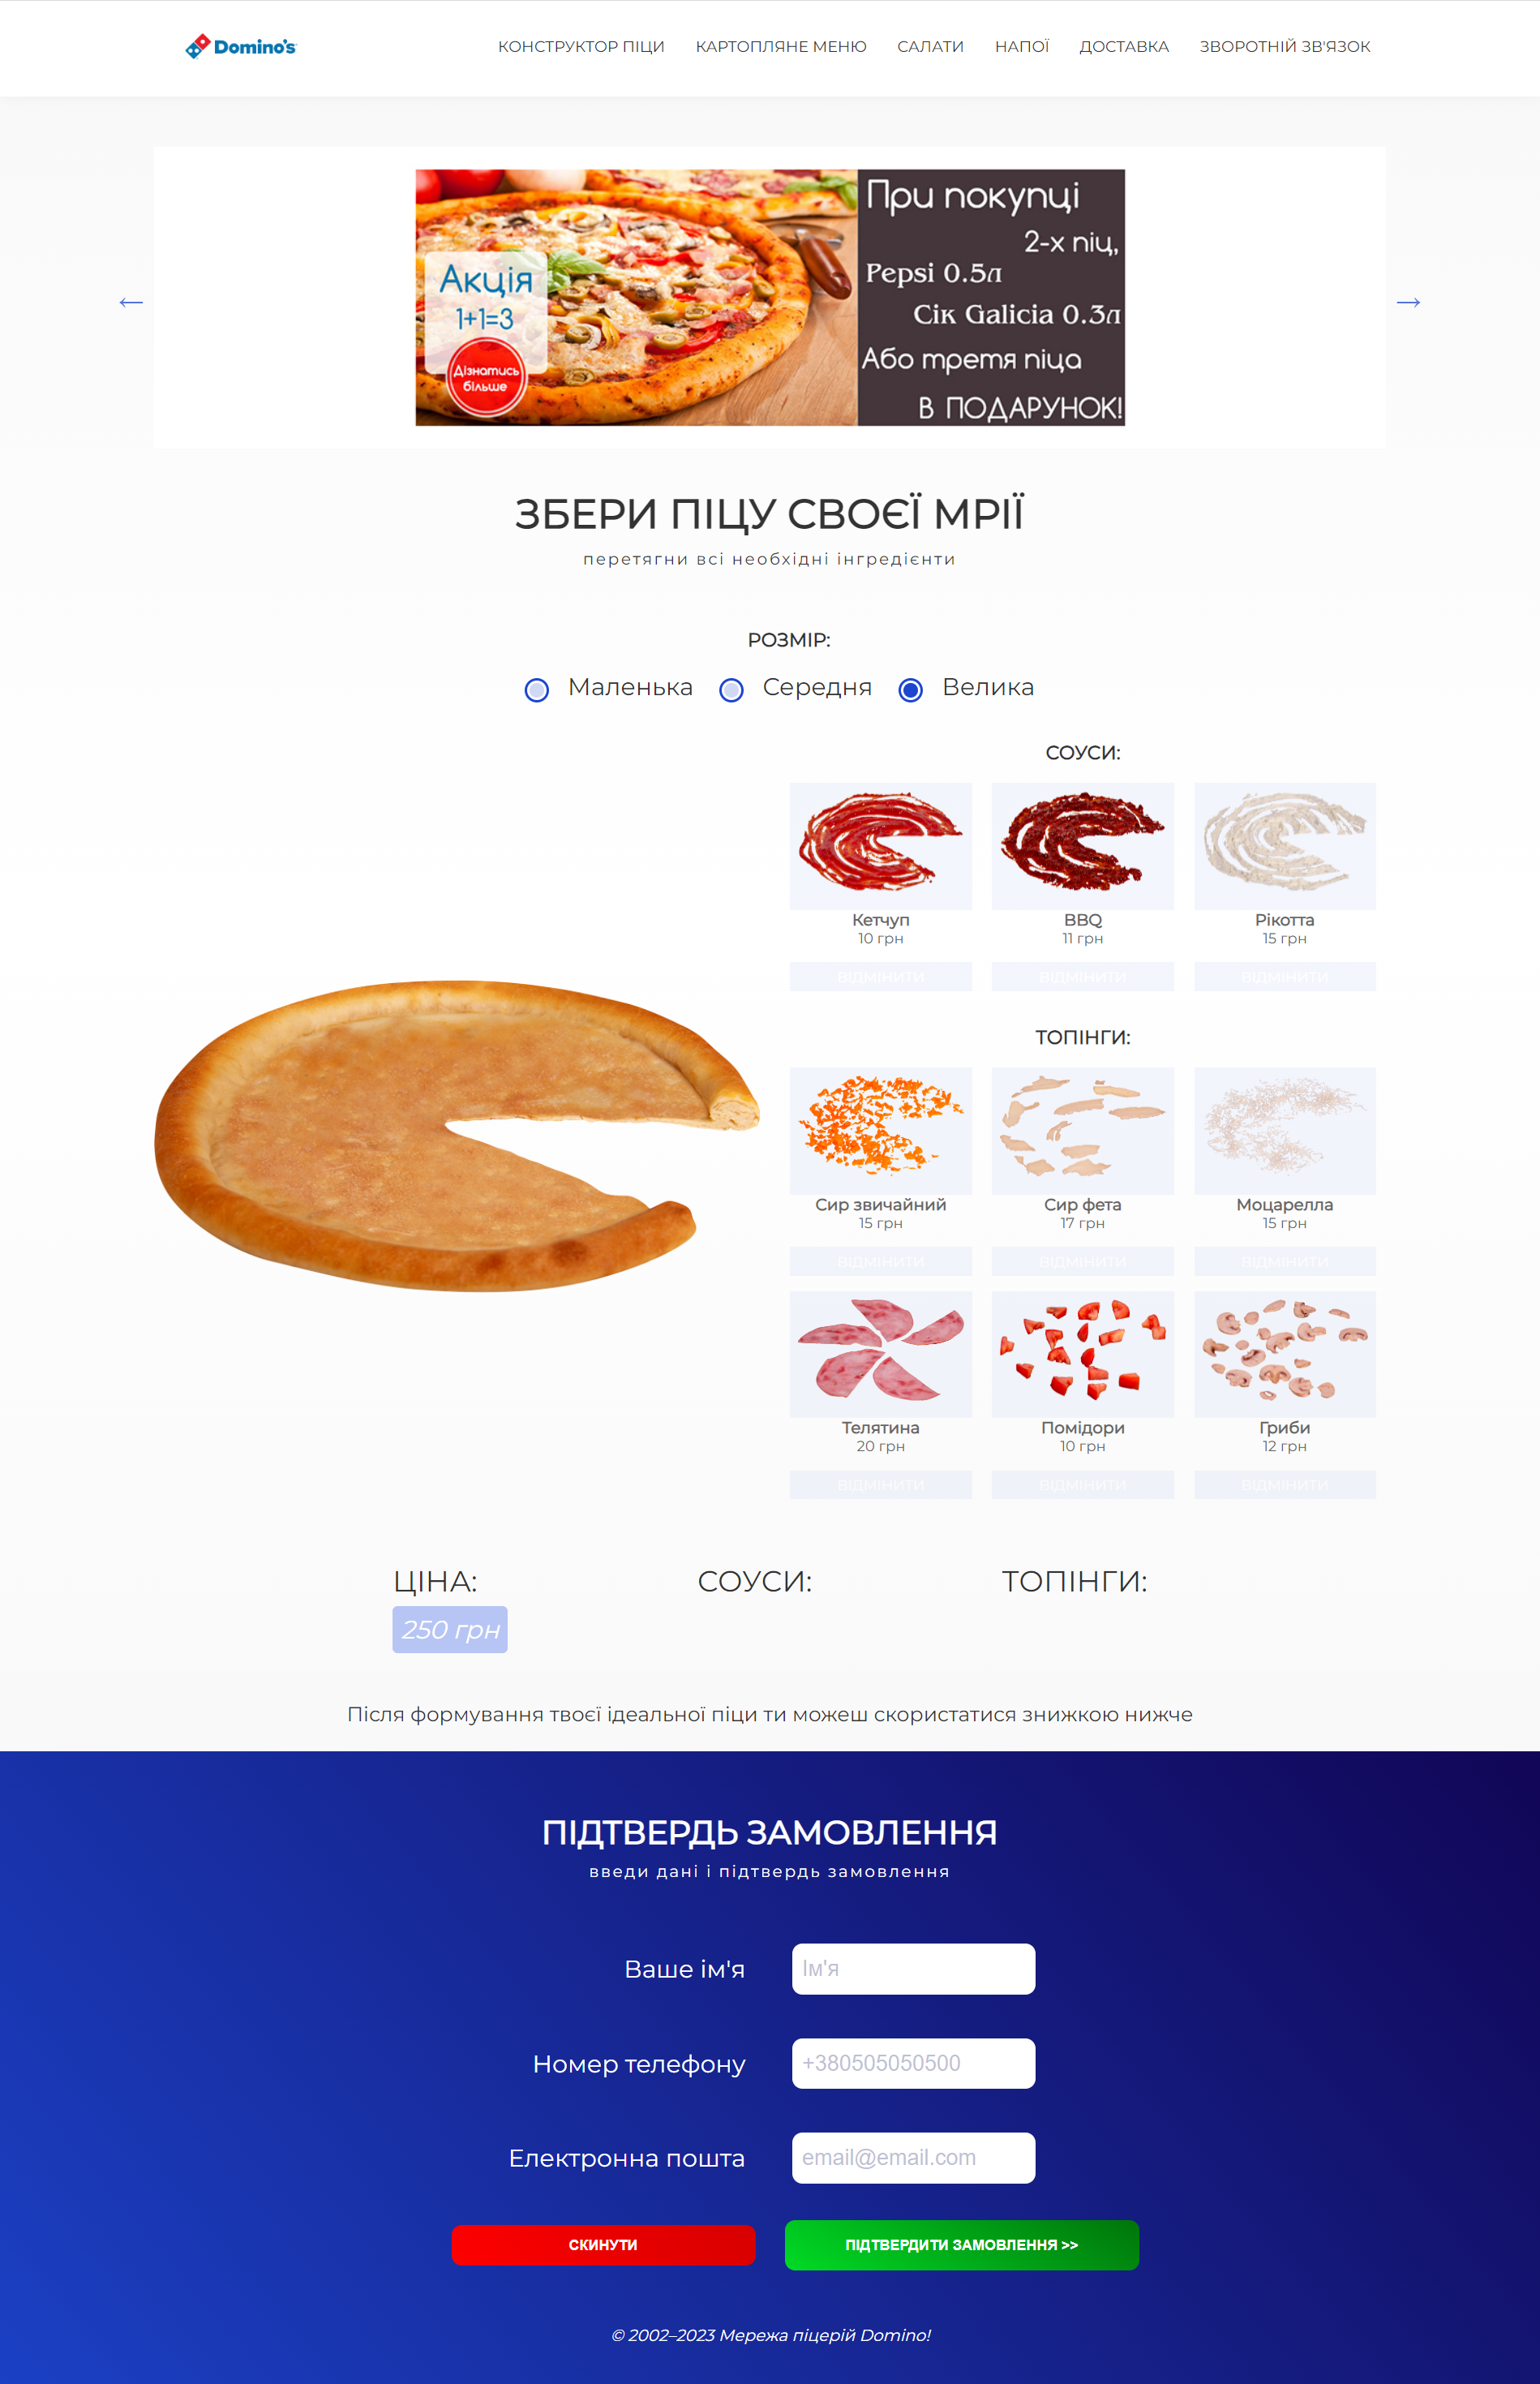 Domino's
КОНСТРУКТОР ПІЦИ КАРТОПЛЯНЕ МЕНЮ САЛАТИ НАПОЇ ДОСТАВКА ЗВОРОТНІЙ ЗВ'ЯЗОК
Акція
1+1=3
Дізнатись
більше
При покупці
2-х піц,
Pepsi 0.5л
Сік Galicia 0.3л
Або третя піца
В ПОДАРУНОК!
←
→
ЗБЕРИ ПІЦУ СВОЄЇ МРІЇ
перетягни всі необхідні інгредієнти
РОЗМІР:
Маленька Середня Велика
СОУСИ:
Кетчуп BBQ Рікотта
10 грн 11 грн 15 грн
ВІДМІНИТИ ВІДМІНИТИ ВІДМІНИТИ
ТОПІНГИ:
Сир звичайний Сир фета Моцарелла
15 грн 17 грн 15 грн
ВІДМІНИТИ ВІДМІНИТИ ВІДМІНИТИ
Телятина Помідори Гриби
20 грн 10 грн 12 грн
ВІДМІНИТИ ВІДМІНИТИ ВІДМІНИТИ
ЦІНА: СОУСИ: ТОПІНГИ:
250 грн
Після формування твоєї ідеальної піци ти можеш скористатися знижкою нижче
ПІДТВЕРДЬ ЗАМОВЛЕННЯ
введи дані і підтвердь замовлення
Ваше ім'я Ім'я
Номер телефону +380505050500
Електронна пошта email@email.com
СКИНУТИ ПІДТВЕРДИТИ ЗАМОВЛЕННЯ >>
© 2002–2023 Мережа піцерій Domino!